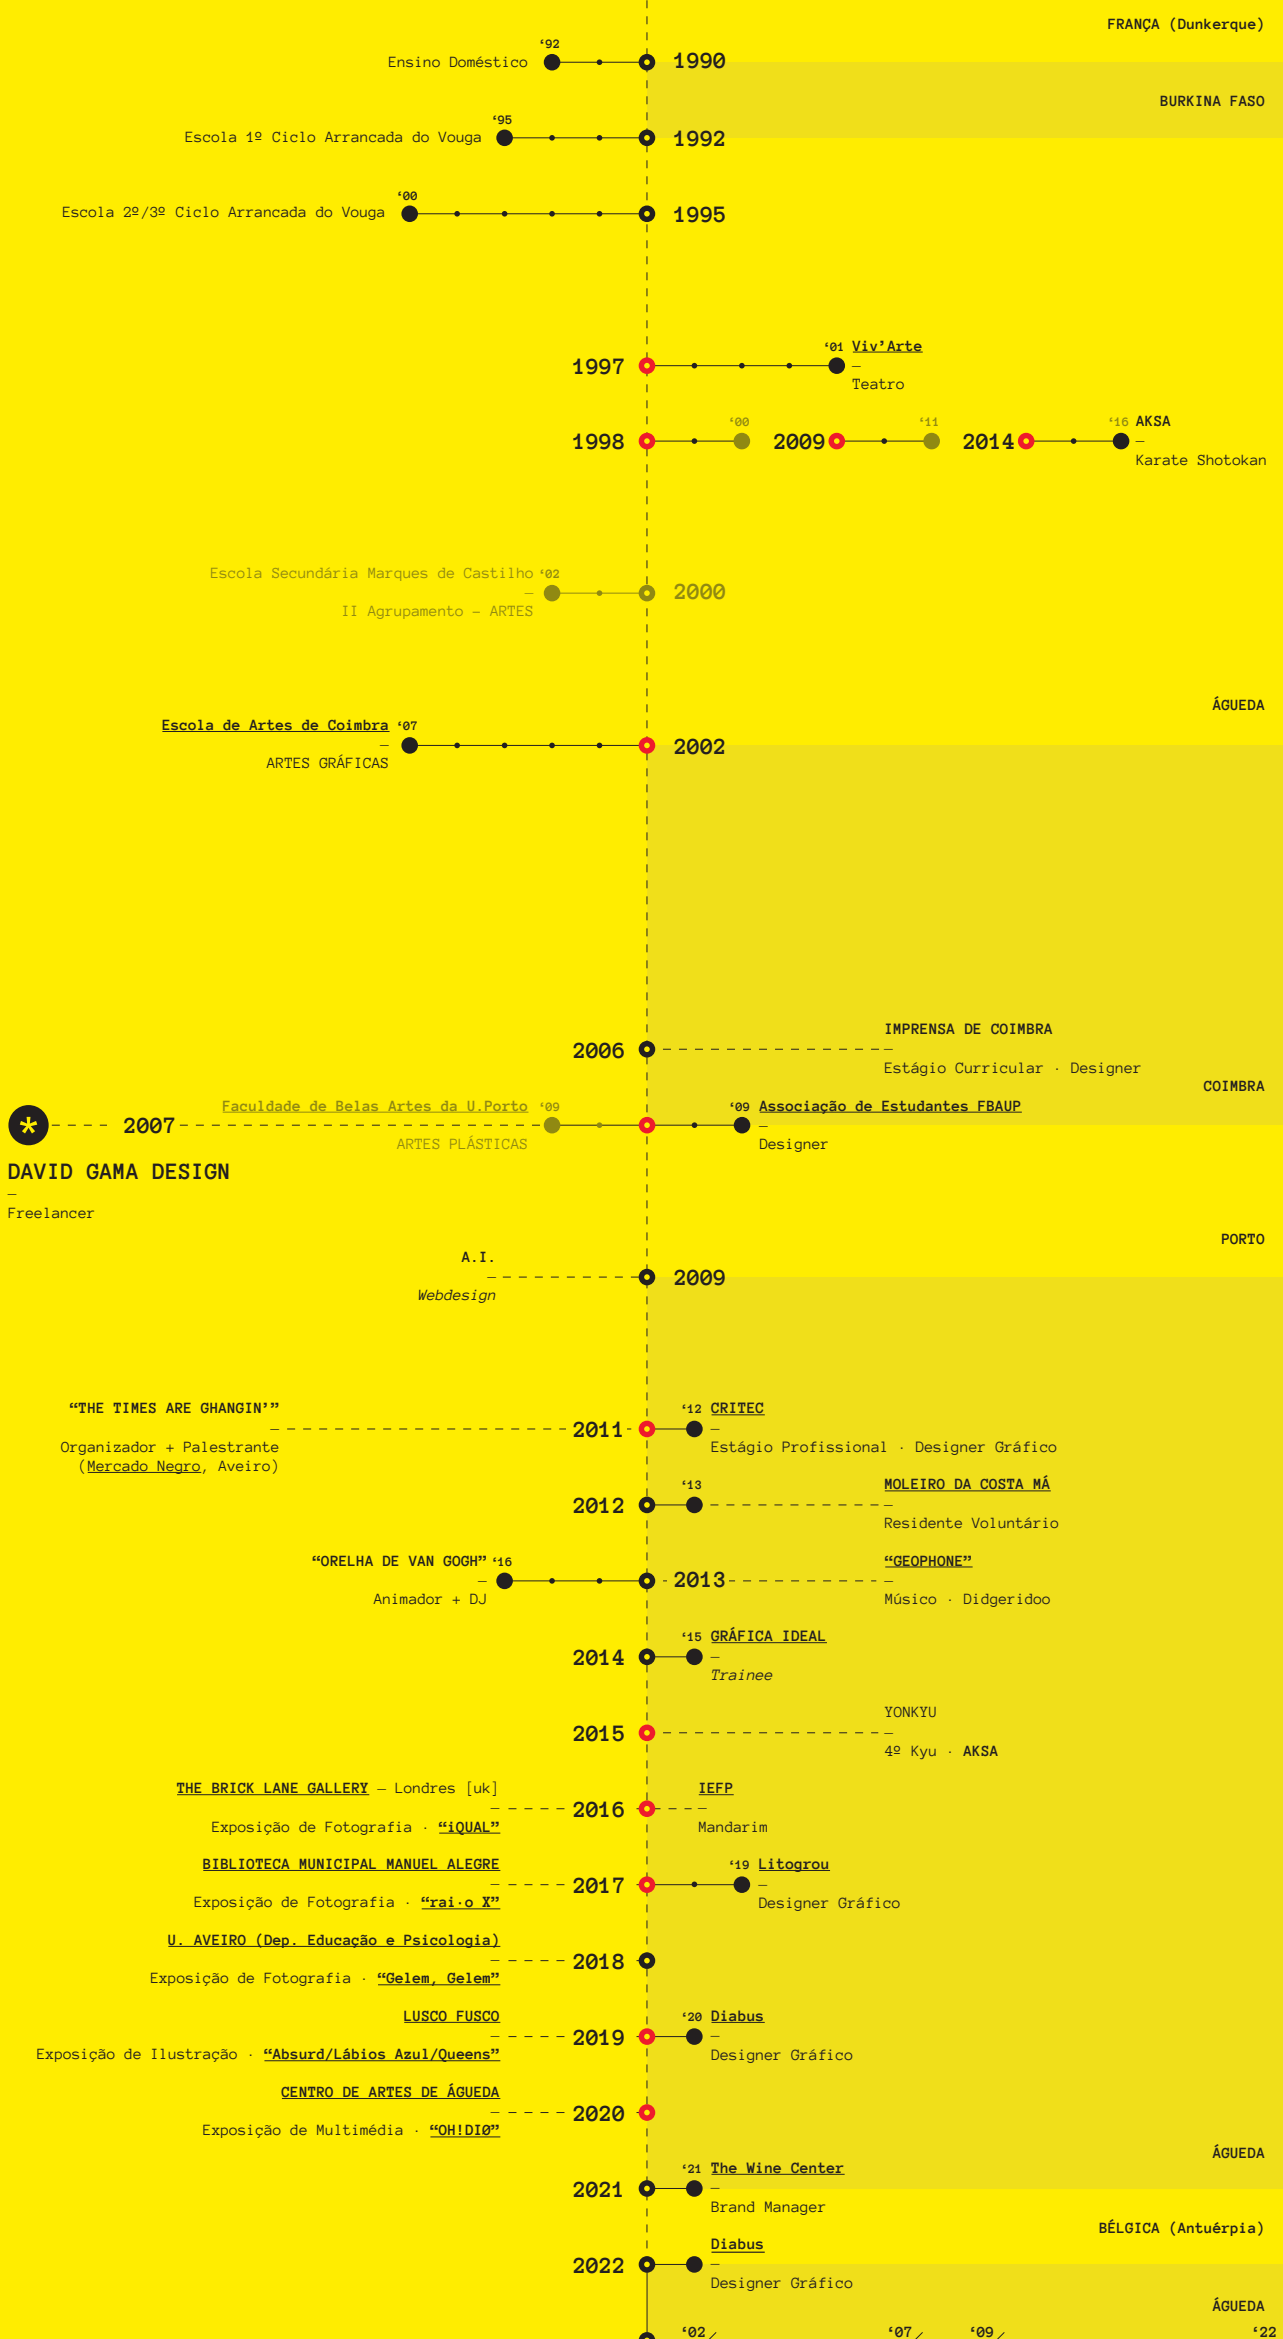 FRANÇA (Dunkerque)
‘92
Ensino Doméstico
1990
BURKINA FASO
‘95
Escola 1º Ciclo Arrancada do Vouga
1992
‘00
Escola 2º/3º Ciclo Arrancada do Vouga
1995
‘01 Viv’Arte
1997
—
Teatro
‘00
‘11
‘16 AKSA
1998
2009
2014
—
Karate Shotokan
Escola Secundária Marques de Castilho ‘02
—
2000
II Agrupamento – ARTES
ÁGUEDA
Escola de Artes de Coimbra ‘07
—
2002
ARTES GRÁFICAS
IMPRENSA DE COIMBRA
2006
—
Estágio Curricular · Designer
COIMBRA
Faculdade de Belas Artes da U.Porto ‘09
‘09 Associação de Estudantes FBAUP
*
2007
—
ARTES PLÁSTICAS
Designer
DAVID GAMA DESIGN
—
Freelancer
PORTO
A.I.
—
2009
Webdesign
“THE TIMES ARE GHANGIN’”
‘12 CRITEC
—
2011
—
Organizador + Palestrante
Estágio Profissional · Designer Gráfico
(Mercado Negro, Aveiro)
‘13
MOLEIRO DA COSTA MÁ
2012
—
Residente Voluntário
“ORELHA DE VAN GOGH” ‘16
“GEOPHONE”
—
2013
—
Animador + DJ
Músico · Didgeridoo
‘15 GRÁFICA IDEAL
2014
—
Trainee
YONKYU
2015
—
4º Kyu · AKSA
THE BRICK LANE GALLERY — Londres [uk]
IEFP
—
2016
—
Exposição de Fotografia · “iQUAL”
Mandarim
BIBLIOTECA MUNICIPAL MANUEL ALEGRE
‘19 Litogrou
—
2017
—
Exposição de Fotografia · “rai·o X”
Designer Gráfico
U. AVEIRO (Dep. Educação e Psicologia)
—
2018
Exposição de Fotografia · “Gelem, Gelem”
LUSCO FUSCO
‘20 Diabus
—
2019
—
Exposição de Ilustração · “Absurd/Lábios Azul/Queens”
Designer Gráfico
CENTRO DE ARTES DE ÁGUEDA
—
2020
Exposição de Multimédia · “OH!DIØ”
ÁGUEDA
‘21 The Wine Center
2021
—
Brand Manager
BÉLGICA (Antuérpia)
Diabus
2022
—
Designer Gráfico
ÁGUEDA
‘02/
‘07/
‘09/
‘22